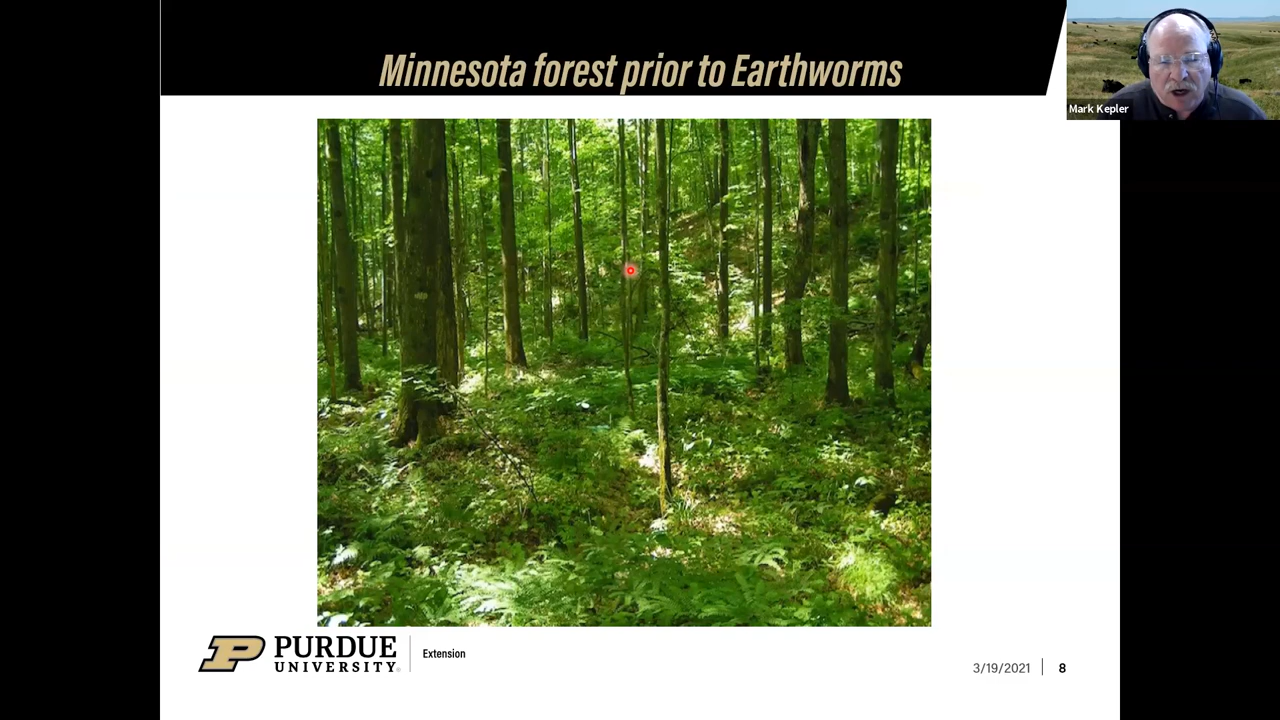 Minnesota forest prior to Earthworms
Mark Kepler
PURDUE
UNIVERSITY®
Extension
3/19/2021
8